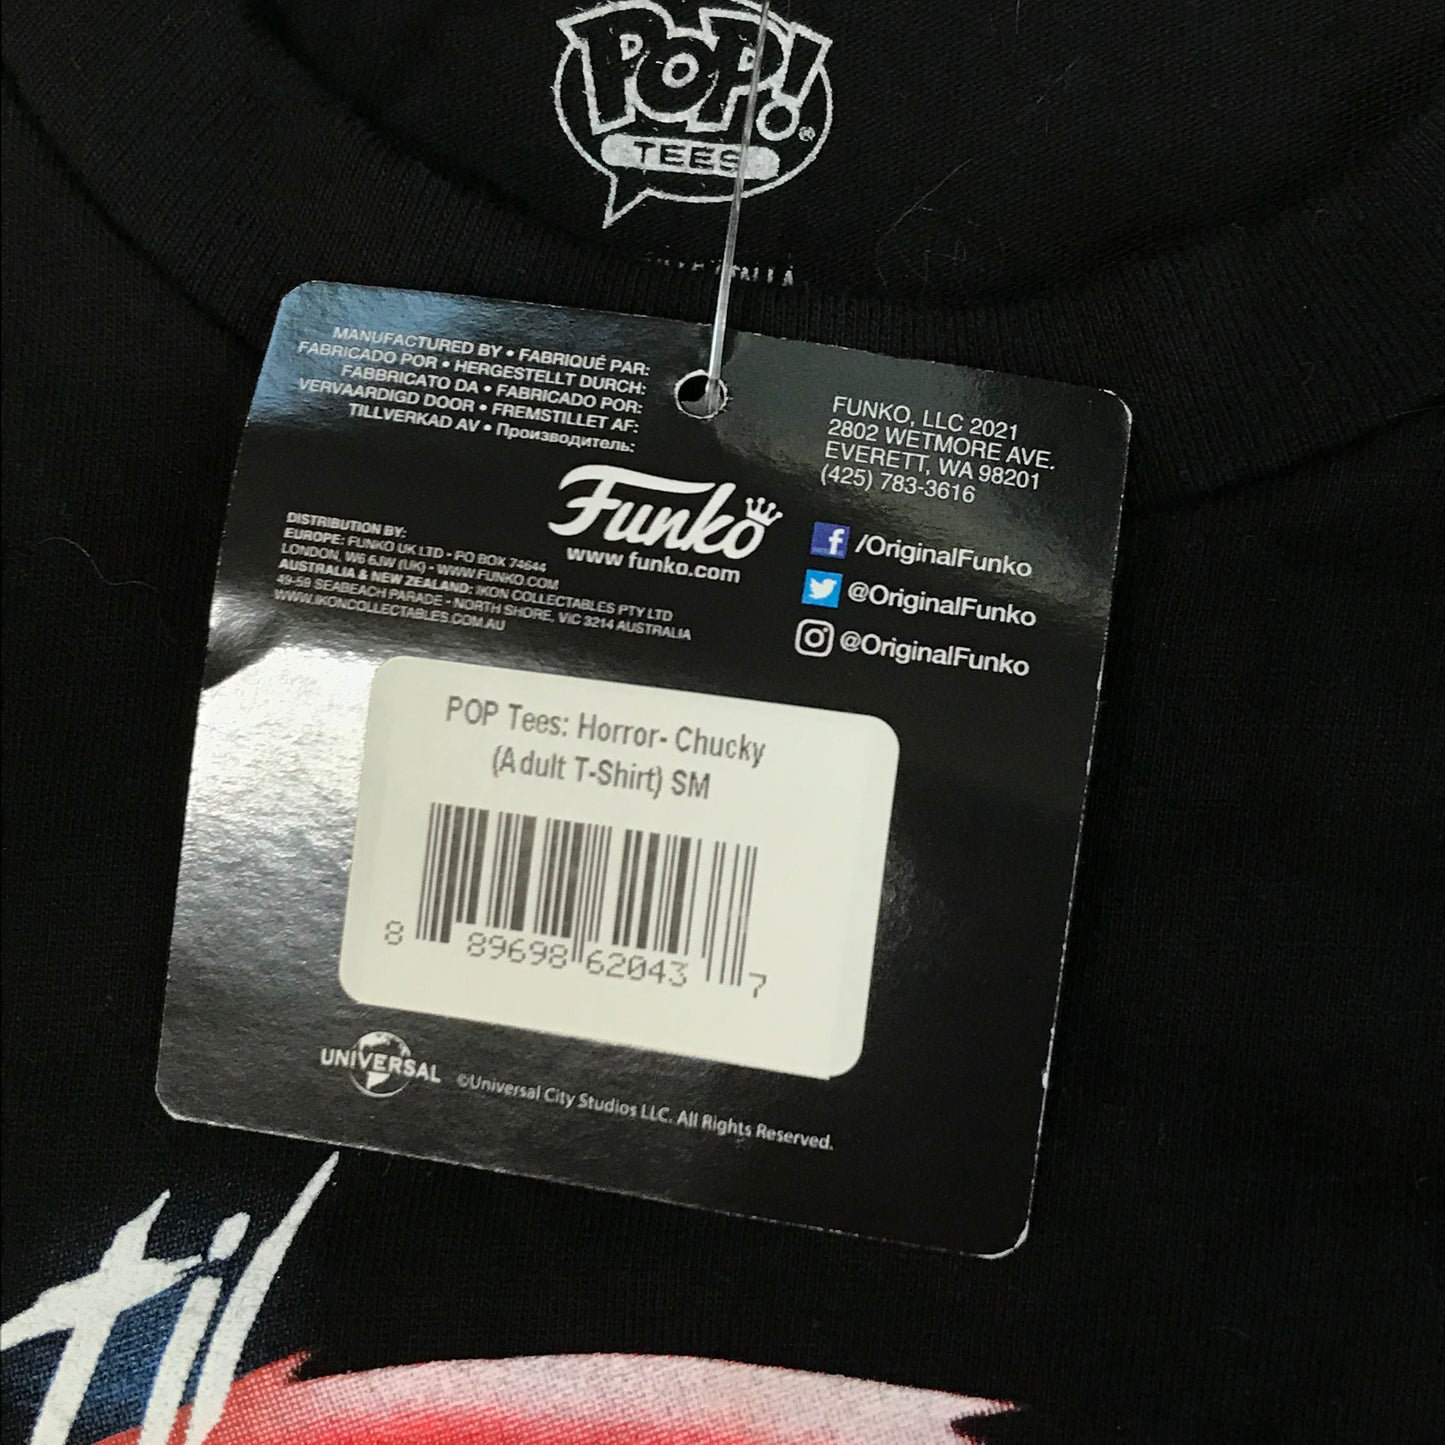 POP!®
TEES
MANUFACTURED BY • FABRIQUÉ PAR:
FABRICADO POR • HERGESTELLT DURCH:
FABBRICATO DA • FABRICADO POR:
VERVAARDIGD DOOR • FREMSTILLET AF:
TILLVERKAD AV • Производитель:
FUNKO, LLC 2021
2802 WETMORE AVE.
EVERETT, WA 98201
(425) 783-3616
Funko
www.funko.com
/OriginalFunko
@OriginalFunko
@OriginalFunko
DISTRIBUTION BY:
EUROPE: FUNKO UK LTD - PO BOX 74644
LONDON, W6 6JW (UK) - WWW.FUNKO.COM
AUSTRALIA & NEW ZEALAND: IKON COLLECTABLES PTY LTD
49-59 SEABEACH PARADE - NORTH SHORE, VIC 3214 AUSTRALIA
WWW.IKONCOLLECTABLES.COM.AU
POP Tees: Horror- Chucky
(Adult T-Shirt) SM
8 89698 62043 7
UNIVERSAL
©Universal City Studios LLC. All Rights Reserved.
til